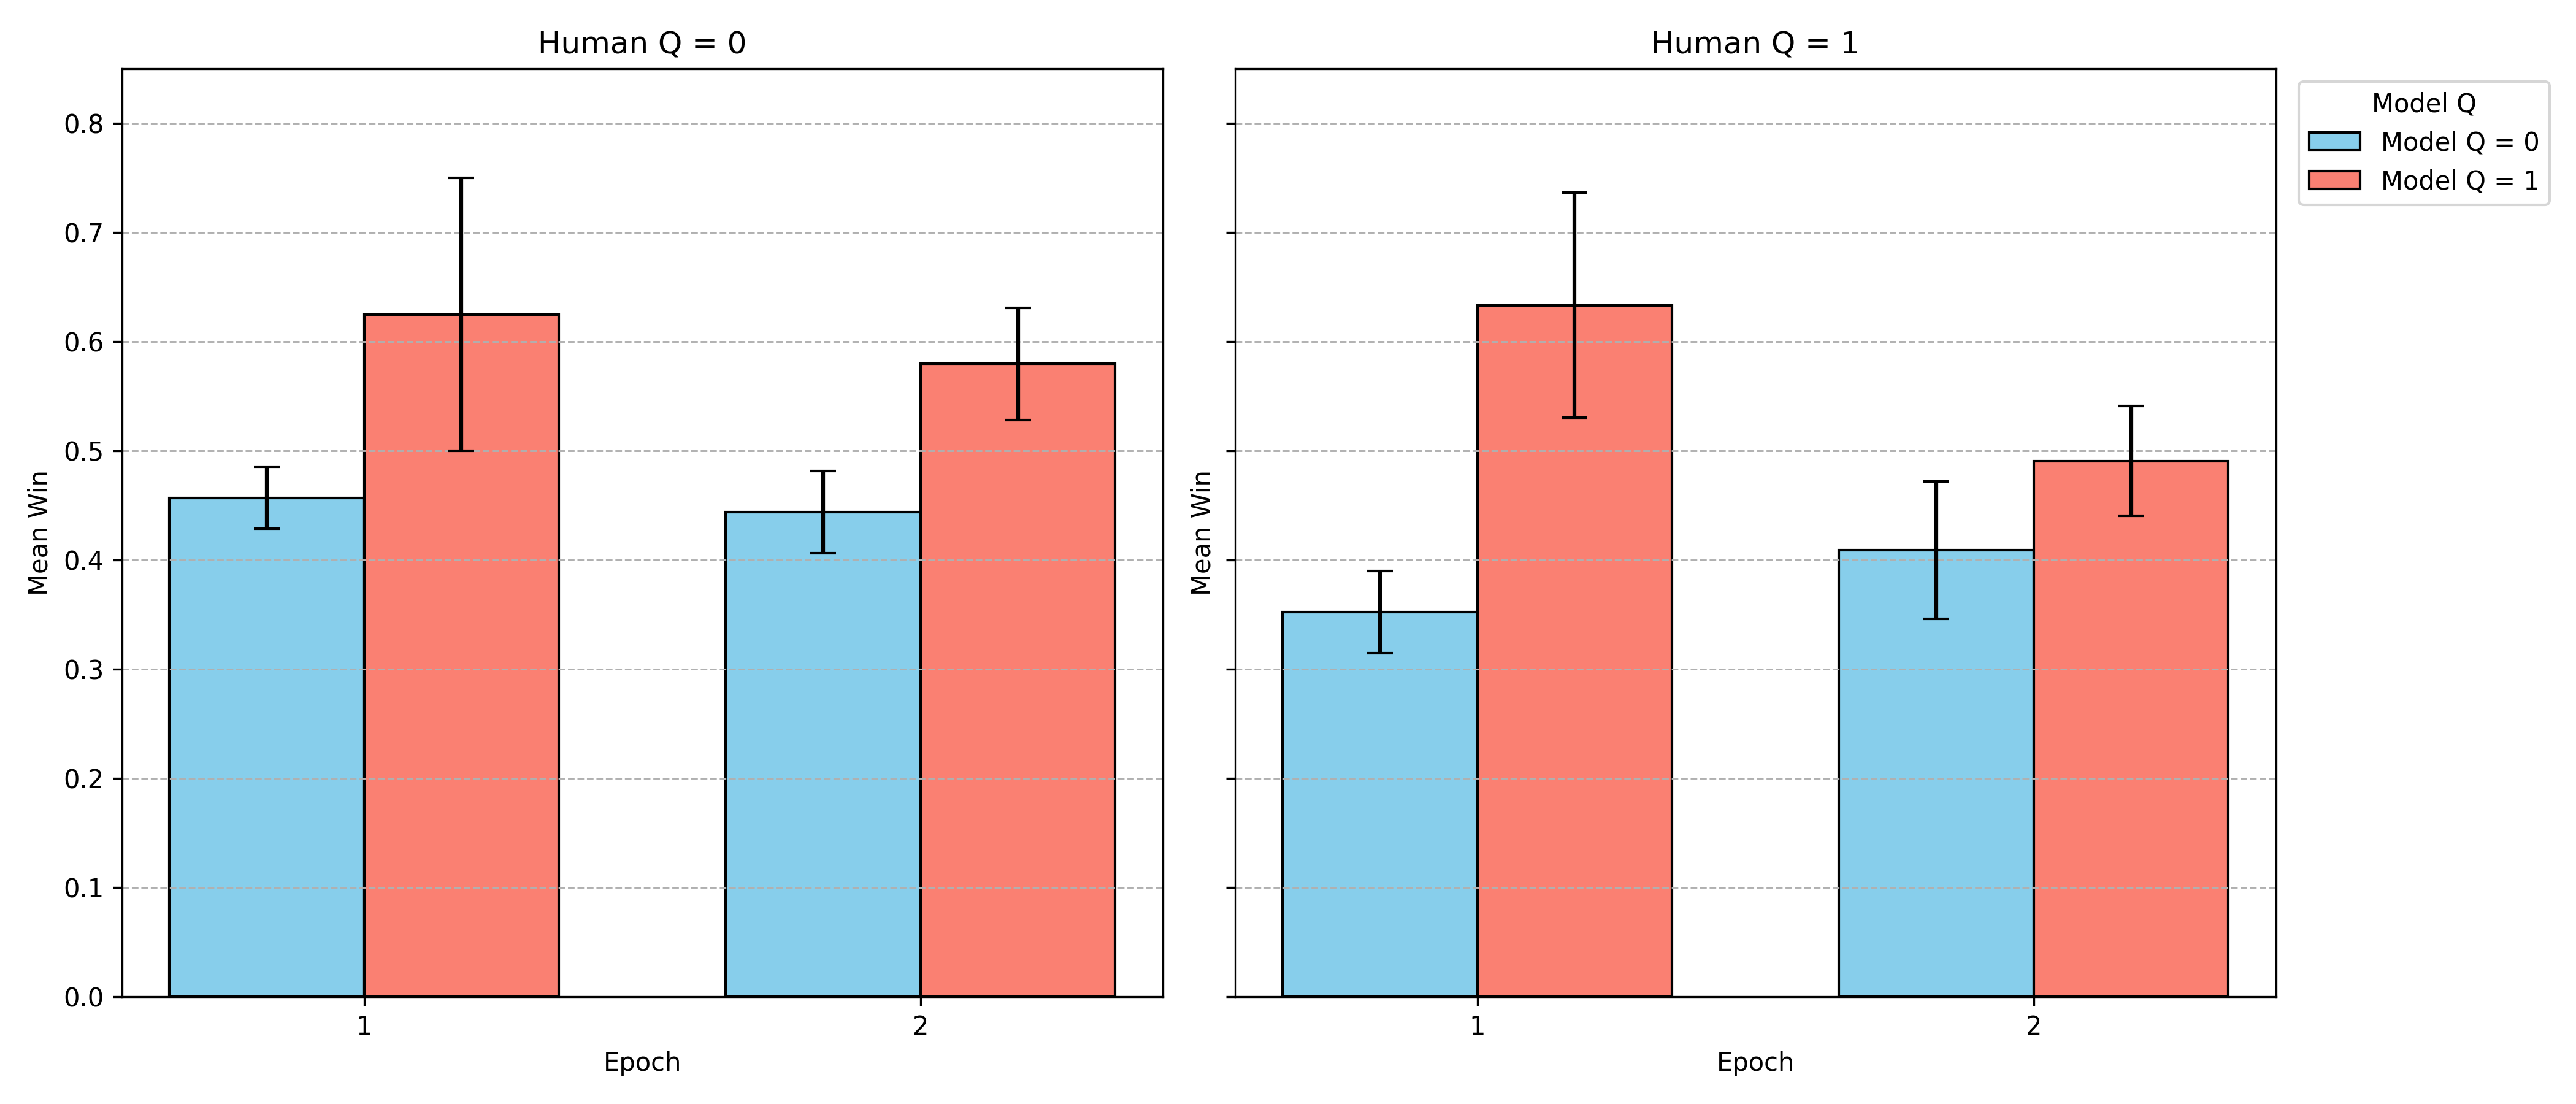 Human Q = 0
Mean Win
0.8
0.7
0.6
0.5
0.4
0.3
0.2
0.1
0.0
1
2
Epoch
Human Q = 1
Mean Win
1
2
Epoch
Model Q
Model Q = 0
Model Q = 1